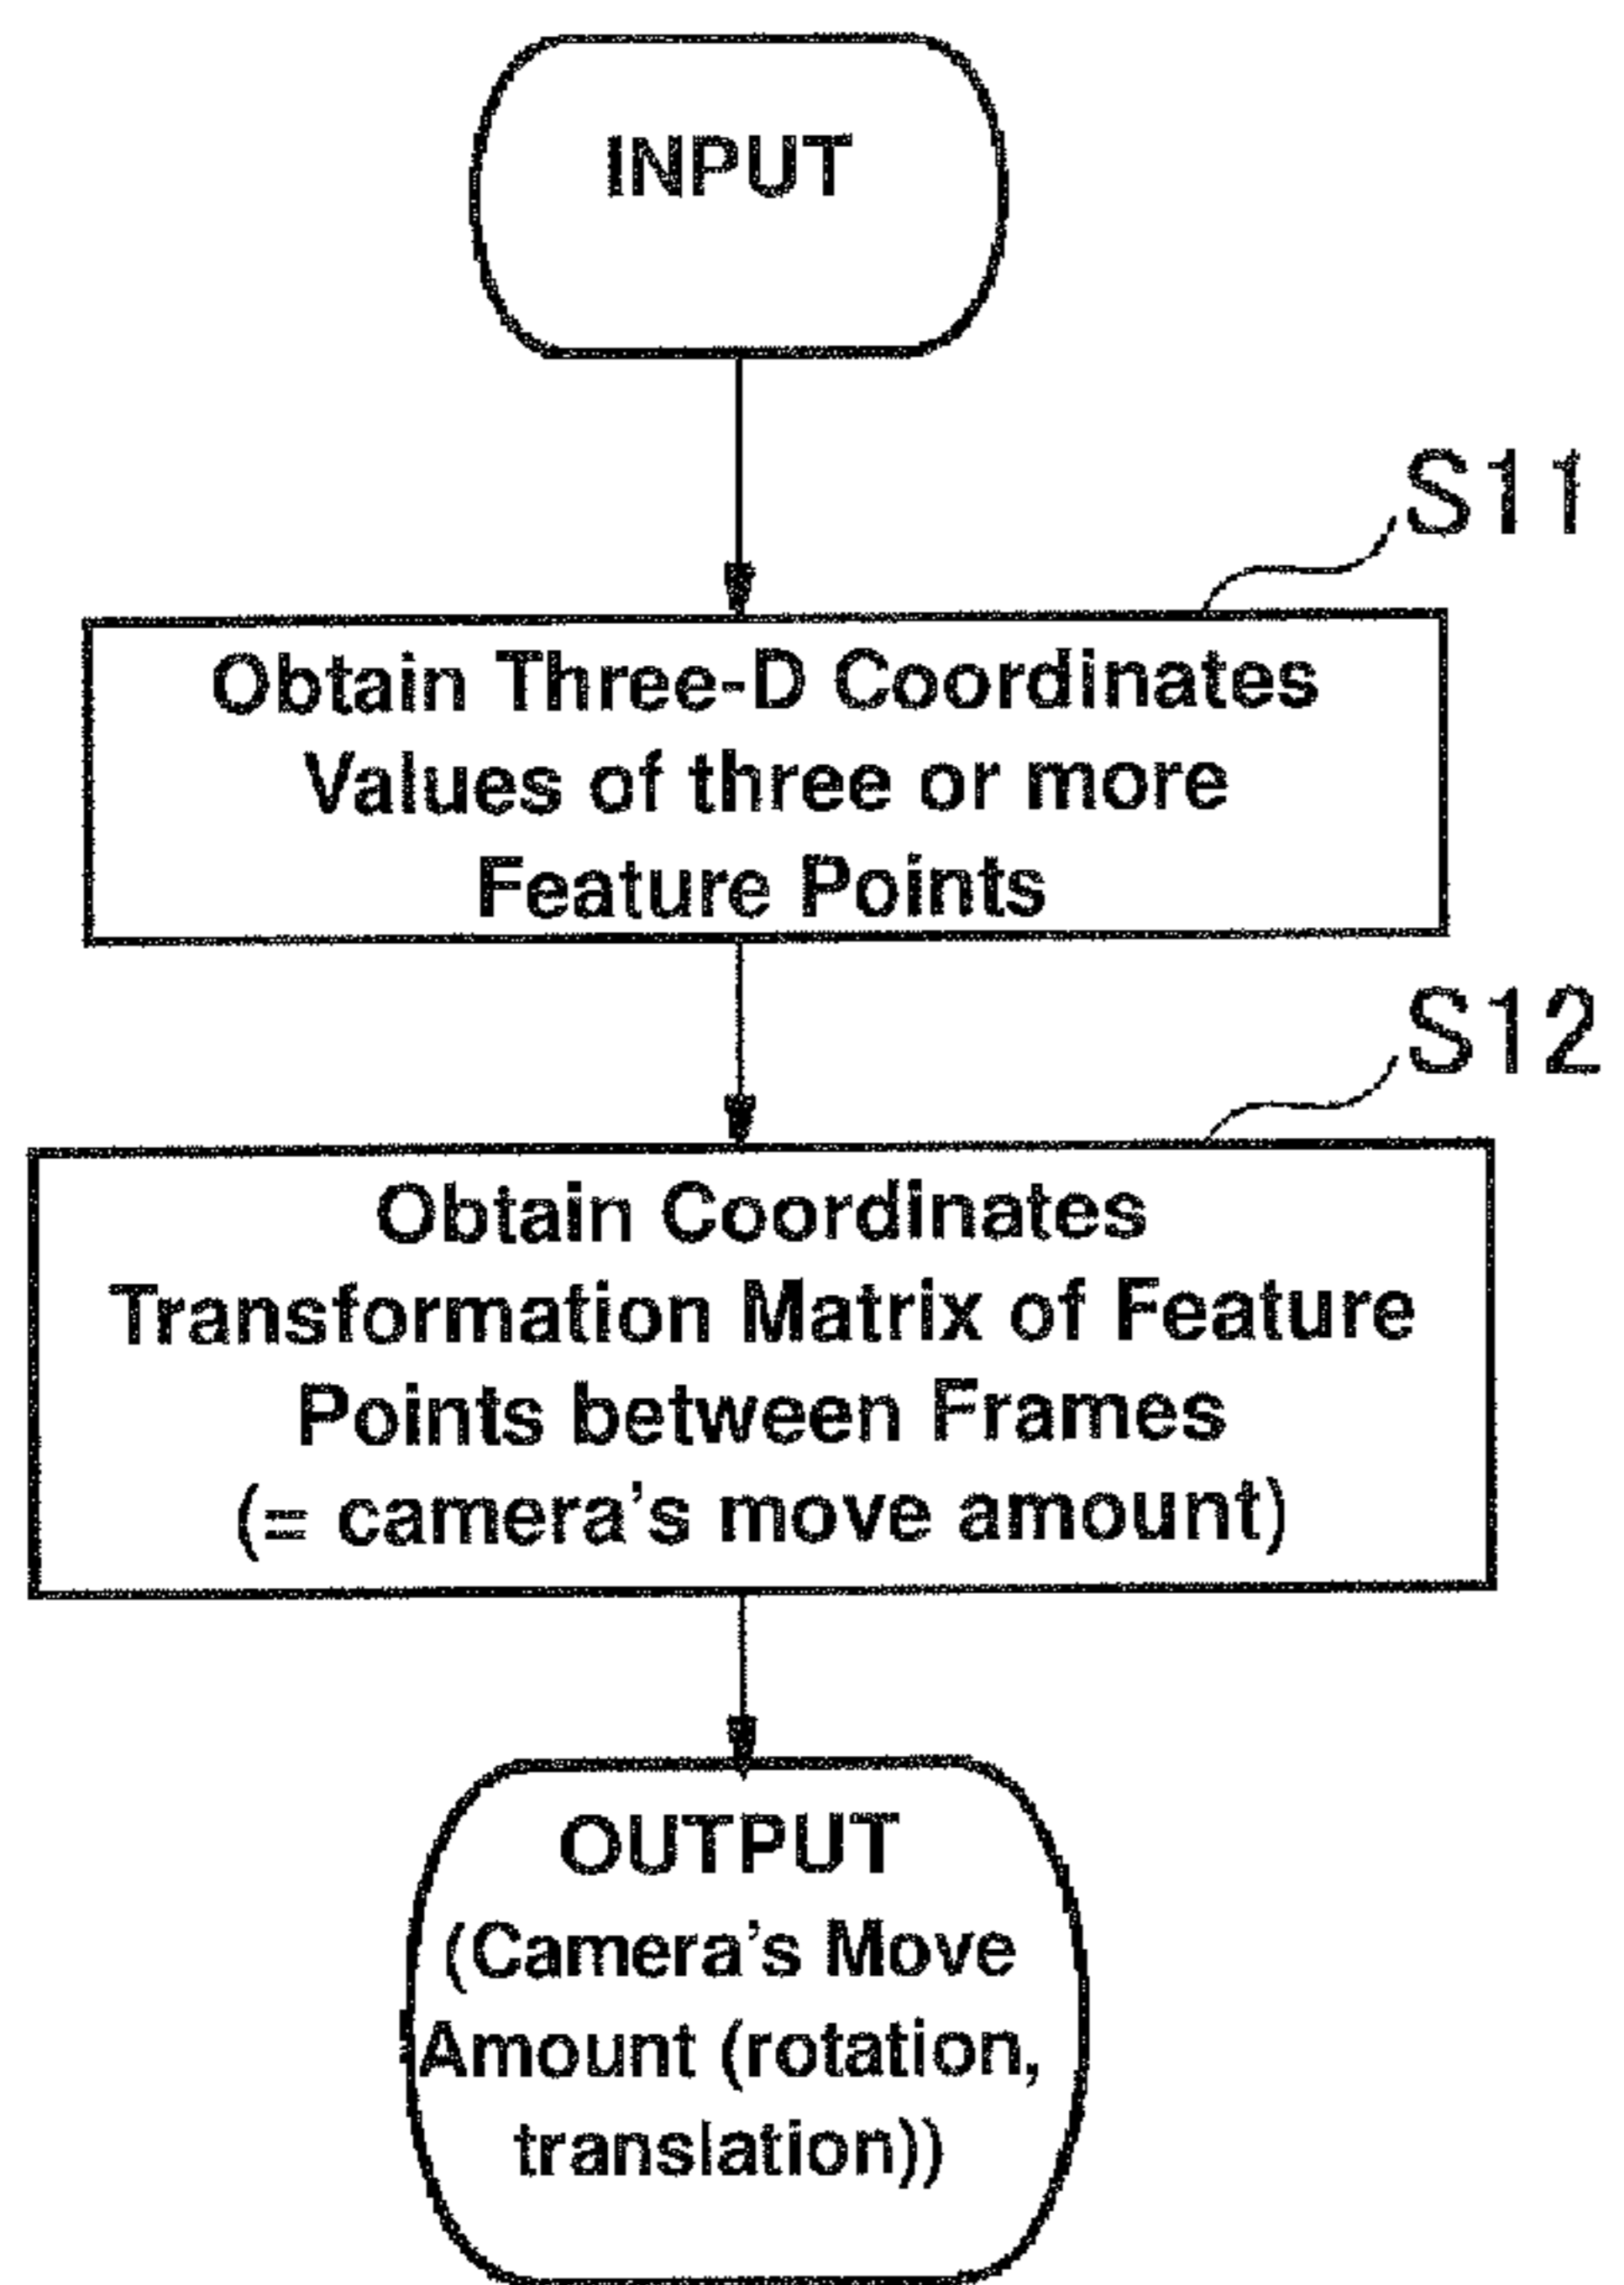 INPUT
S11
Obtain Three-D Coordinates
Values of three or more
Feature Points
S12
Obtain Coordinates
Transformation Matrix of Feature
Points between Frames
(= camera's move amount)
OUTPUT
(Camera's Move
Amount (rotation,
translation))